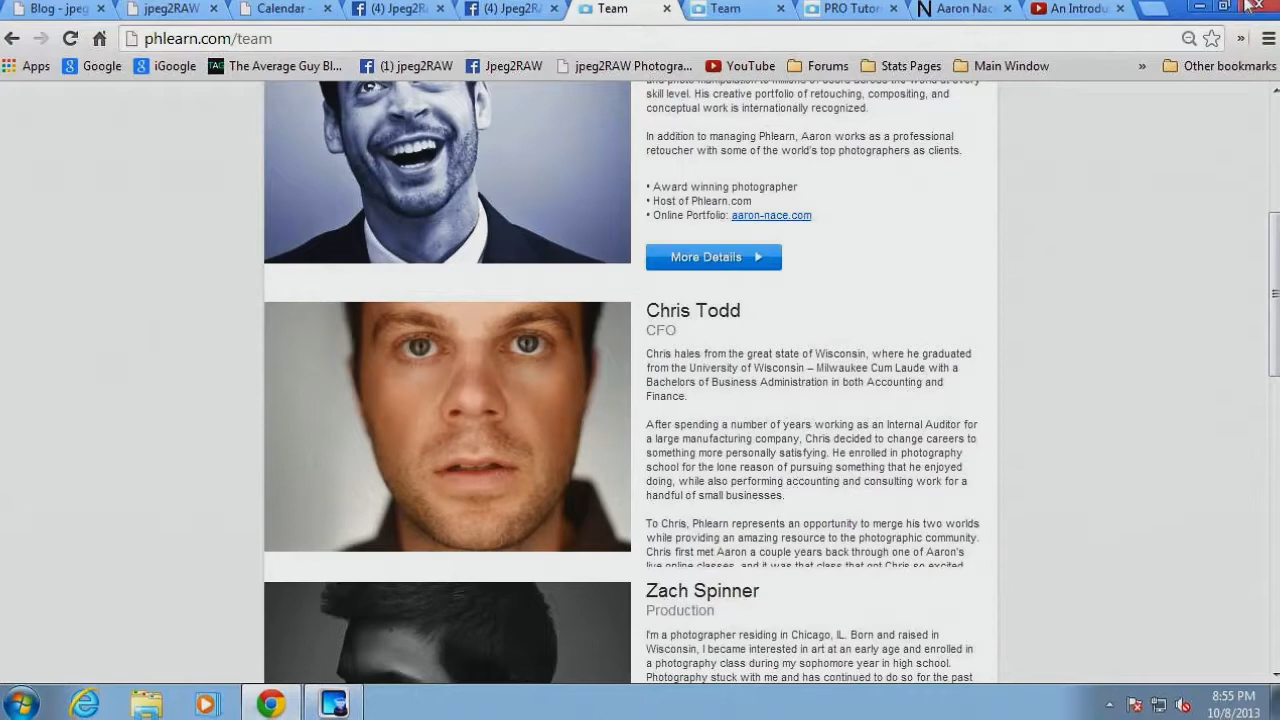 Blog - jpeg
jpeg2RAW
Calendar -
(4) Jpeg2R
(4) Jpeg2R
Team
Team
PRO Tutor
Aaron Nac
An Introdu
phlearn.com/team
Apps
Google
iGoogle
TAG
The Average Guy Bl...
(1) jpeg2RAW
Jpeg2RAW
jpeg2RAW Photogra...
YouTube
Forums
Stats Pages
Main Window
»
Other bookmarks
and photo manipulation to millions of users across the world at every
skill level. His creative portfolio of retouching, compositing, and
conceptual work is internationally recognized.
In addition to managing Phlearn, Aaron works as a professional
retoucher with some of the world's top photographers as clients.
• Award winning photographer
• Host of Phlearn.com
• Online Portfolio: aaron-nace.com
More Details
Chris Todd
CFO
Chris hales from the great state of Wisconsin, where he graduated
from the University of Wisconsin – Milwaukee Cum Laude with a
Bachelors of Business Administration in both Accounting and
Finance.
After spending a number of years working as an Internal Auditor for
a large manufacturing company, Chris decided to change careers to
something more personally satisfying. He enrolled in photography
school for the lone reason of pursuing something that he enjoyed
doing, while also performing accounting and consulting work for a
handful of small businesses.
To Chris, Phlearn represents an opportunity to merge his two worlds
while providing an amazing resource to the photographic community.
Chris first met Aaron a couple years back through one of Aaron's
live online classes, and it was that class that got Chris so excited
Zach Spinner
Production
I'm a photographer residing in Chicago, IL. Born and raised in
Wisconsin, I became interested in art at an early age and enrolled in
a photography class during my sophomore year in high school.
Photography stuck with me and has continued to do so for the past
8:55 PM
10/8/2013